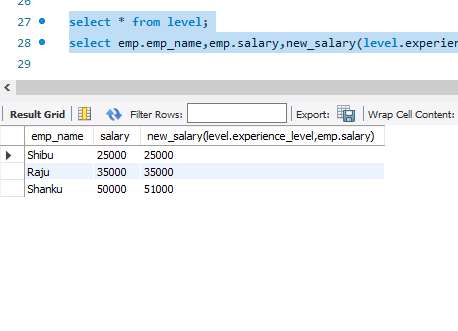 26
27 select * from level;
28 select emp.emp_name,emp.salary,new_salary(level.experien
29
Result Grid Filter Rows: Export: Wrap Cell Content:
emp_name salary new_salary(level.experience_level,emp.salary)
Shibu 25000 25000
Raju 35000 35000
Shanku 50000 51000